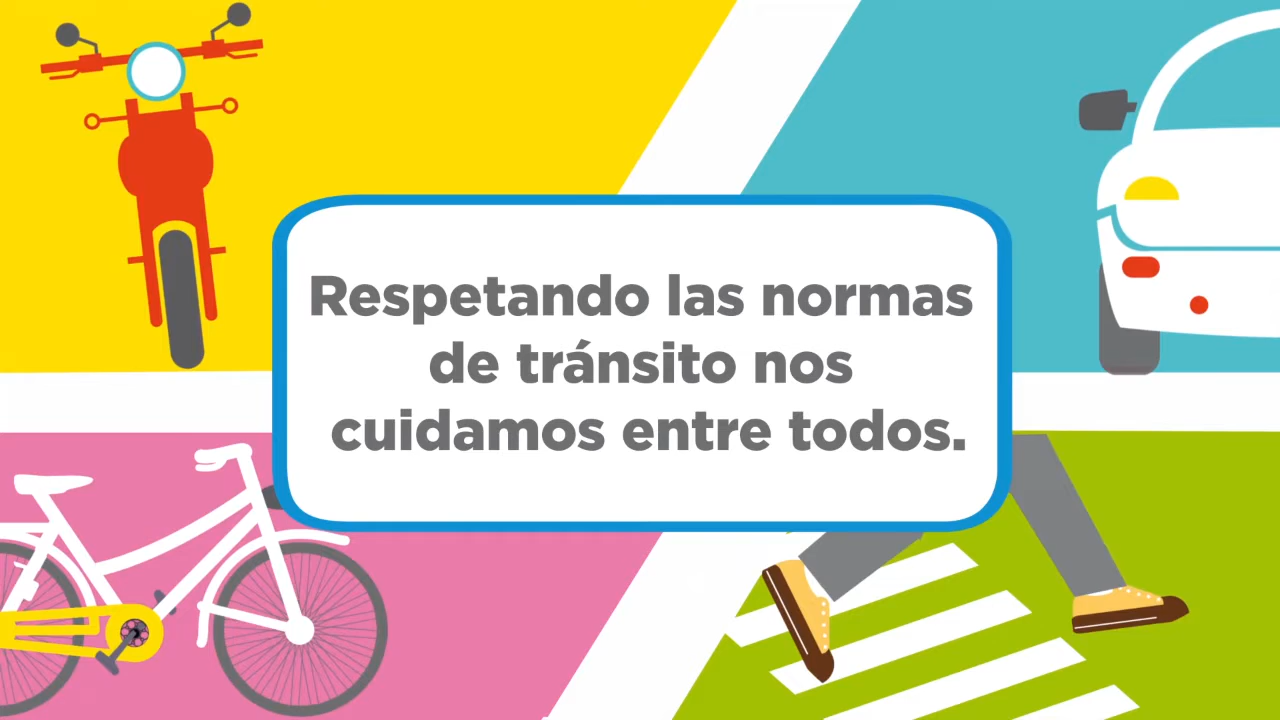 Respetando las normas
de tránsito nos
cuidamos entre todos.